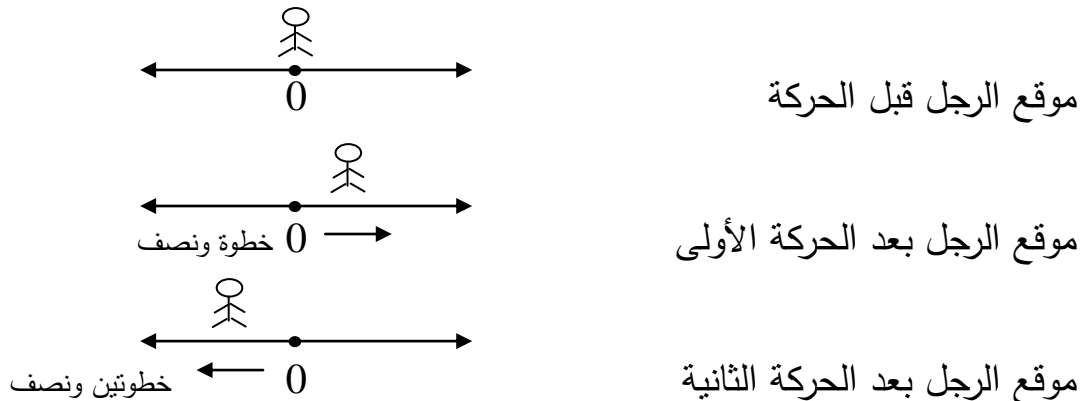 0
موقع الرجل قبل الحركة
موقع الرجل بعد الحركة الأولى
0 خطوة ونصف
موقع الرجل بعد الحركة الثانية
0 خطوتين ونصف